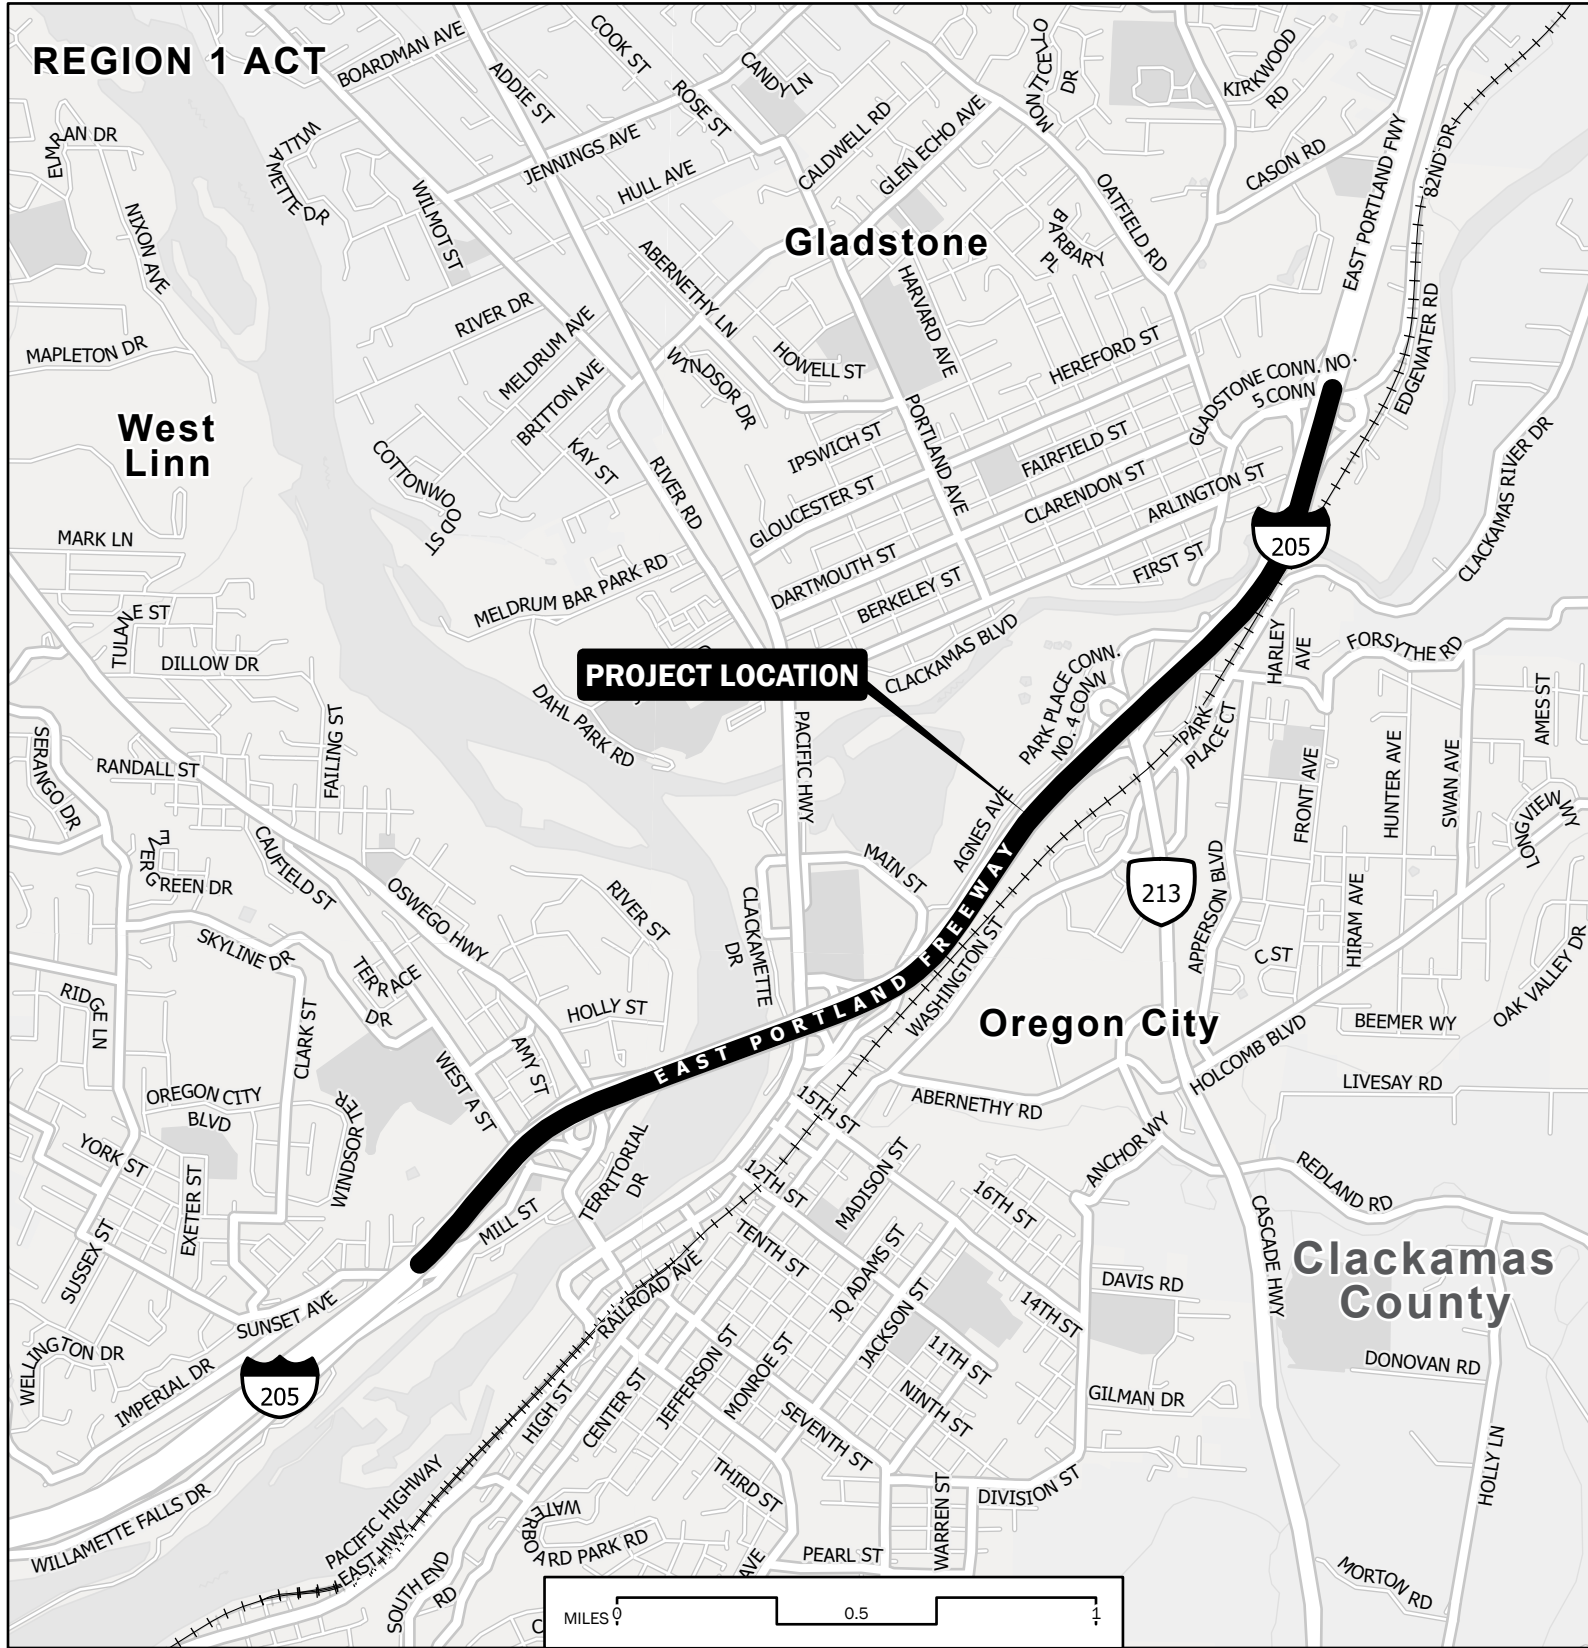 REGION 1 ACT
BOARDMAN AVE
ADDIE ST
COOK ST
ROSE ST
CANDY LN
MONTICELLO DR
KIRKWOOD RD
ELMRAN DR
WILLAMETTE DR
JENNINGS AVE
HULL AVE
CALDWELL RD
GLEN ECHO AVE
CASON RD
EAST PORTLAND FWY
82ND DR
NIXON AVE
WILMOT ST
Gladstone
BARBARY PL
OATFIELD RD
ABERNETHY LN
HARVARD AVE
RIVER DR
MELDRUM AVE
MAPLETON DR
BRITTON AVE
WINDSOR DR
HOWELL ST
HEREFORD ST
GLADSTONE CONN. NO. 5 CONN
EDGEWATER RD
West Linn
COTTONWOOD ST
KAY ST
RIVER RD
IPSWICH ST
GLOUCESTER ST
PORTLAND AVE
FAIRFIELD ST
CLARENDON ST
ARLINGTON ST
CLACKAMAS RIVER DR
MARK LN
MELDRUM BAR PARK RD
DARTMOUTH ST
BERKELEY ST
FIRST ST
205
TULANE ST
DILLOW DR
PROJECT LOCATION
CLACKAMAS BLVD
PARK PLACE CONN. NO. 4 CONN
HARLEY AVE
FORSYTHE RD
DAHL PARK RD
PACIFIC HWY
PARK PLACE CT
AMES ST
SERANGO DR
RANDALL ST
FAILING ST
AGNES AVE
FRONT AVE
HUNTER AVE
SWAN AVE
LONGVIEW WY
EVERGREEN DR
CAUFIELD ST
OSWEGO HWY
RIVER ST
CLACKAMETTE DR
MAIN ST
213
APPERSON BLVD
HIRAM AVE
C ST
OAK VALLEY DR
SKYLINE DR
TERRACE DR
HOLLY ST
EAST PORTLAND FREEWAY
WASHINGTON ST
Oregon City
BEEMER WY
RIDGE LN
CLARK ST
WEST A ST
AMY ST
HOLCOMB BLVD
LIVESAY RD
OREGON CITY BLVD
WINDSOR TER
15TH ST
ABERNETHY RD
YORK ST
EXETER ST
MILL ST
TERRITORIAL DR
12TH ST
MADISON ST
16TH ST
ANCHOR WY
REDLAND RD
SUSSEX ST
TENTH ST
JQ ADAMS ST
CASCADE HWY
Clackamas County
SUNSET AVE
RAILROAD AVE
JACKSON ST
14TH ST
DAVIS RD
WELLINGTON DR
IMPERIAL DR
205
HIGH ST
CENTER ST
JEFFERSON ST
MONROE ST
11TH ST
NINTH ST
SEVENTH ST
GILMAN DR
DONOVAN RD
WILLAMETTE FALLS DR
PACIFIC HIGHWAY EAST HWY
THIRD ST
WATERBOARD PARK RD
WARREN ST
DIVISION ST
HOLLY LN
SOUTH END RD
AVE
PEARL ST
MORTON RD
MILES 0 0.5 1